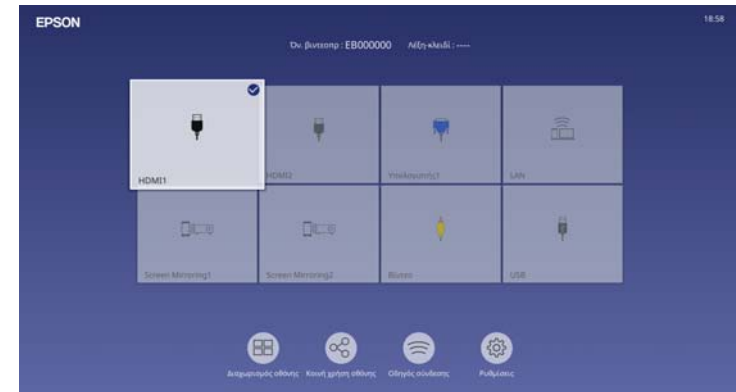 EPSON
18:58
Όν. βιντεοπρ : EB000000 Λέξη κλειδί : ----
HDMI1
HDMI2
Υπολογιστής1
LAN
Screen Mirroring1
Screen Mirroring2
Βίντεο
USB
Διαχωρισμός οθόνης
Κοινή χρήση οθόνης
Οδηγός σύνδεσης
Ρυθμίσεις